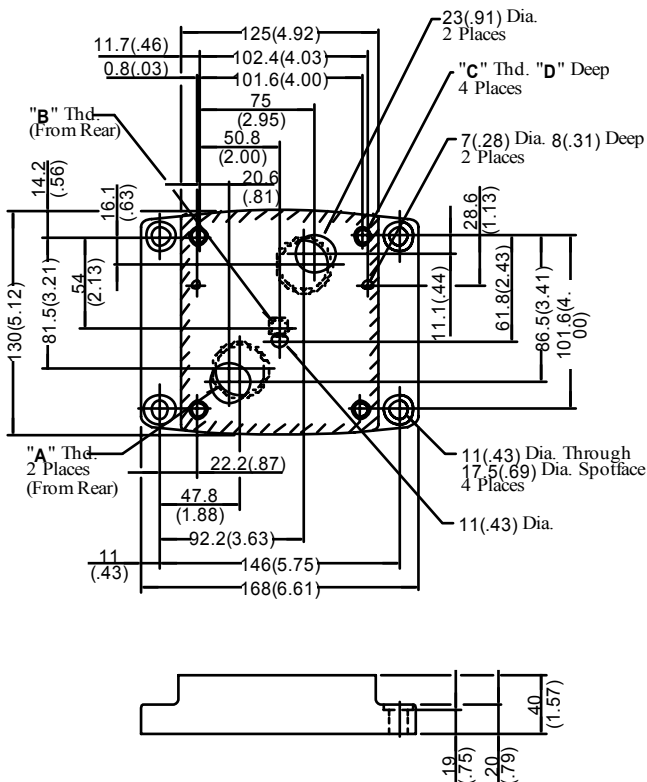 125(4.92)
23(.91) Dia.
2 Places
11.7(.46)
102.4(4.03)
0.8(.03)
101.6(4.00)
"C" Thd. "D" Deep
4 Places
75
(2.95)
"B" Thd.
(From Rear)
50.8
(2.00)
7(.28) Dia. 8(.31) Deep
2 Places
14.2
(.56)
16.1
(.63)
20.6
(.81)
28.6
(1.13)
130(5.12)
81.5(3.21)
54
(2.13)
11.1(.44)
61.8(2.43)
86.5(3.41)
101.6(4.
00)
"A" Thd.
2 Places
(From Rear)
22.2(.87)
11(.43) Dia. Through
17.5(.69) Dia. Spotface
4 Places
47.8
(1.88)
11(.43) Dia.
92.2(3.63)
11
(.43)
146(5.75)
168(6.61)
40
(1.57)
19
(.75)
20
(.79)